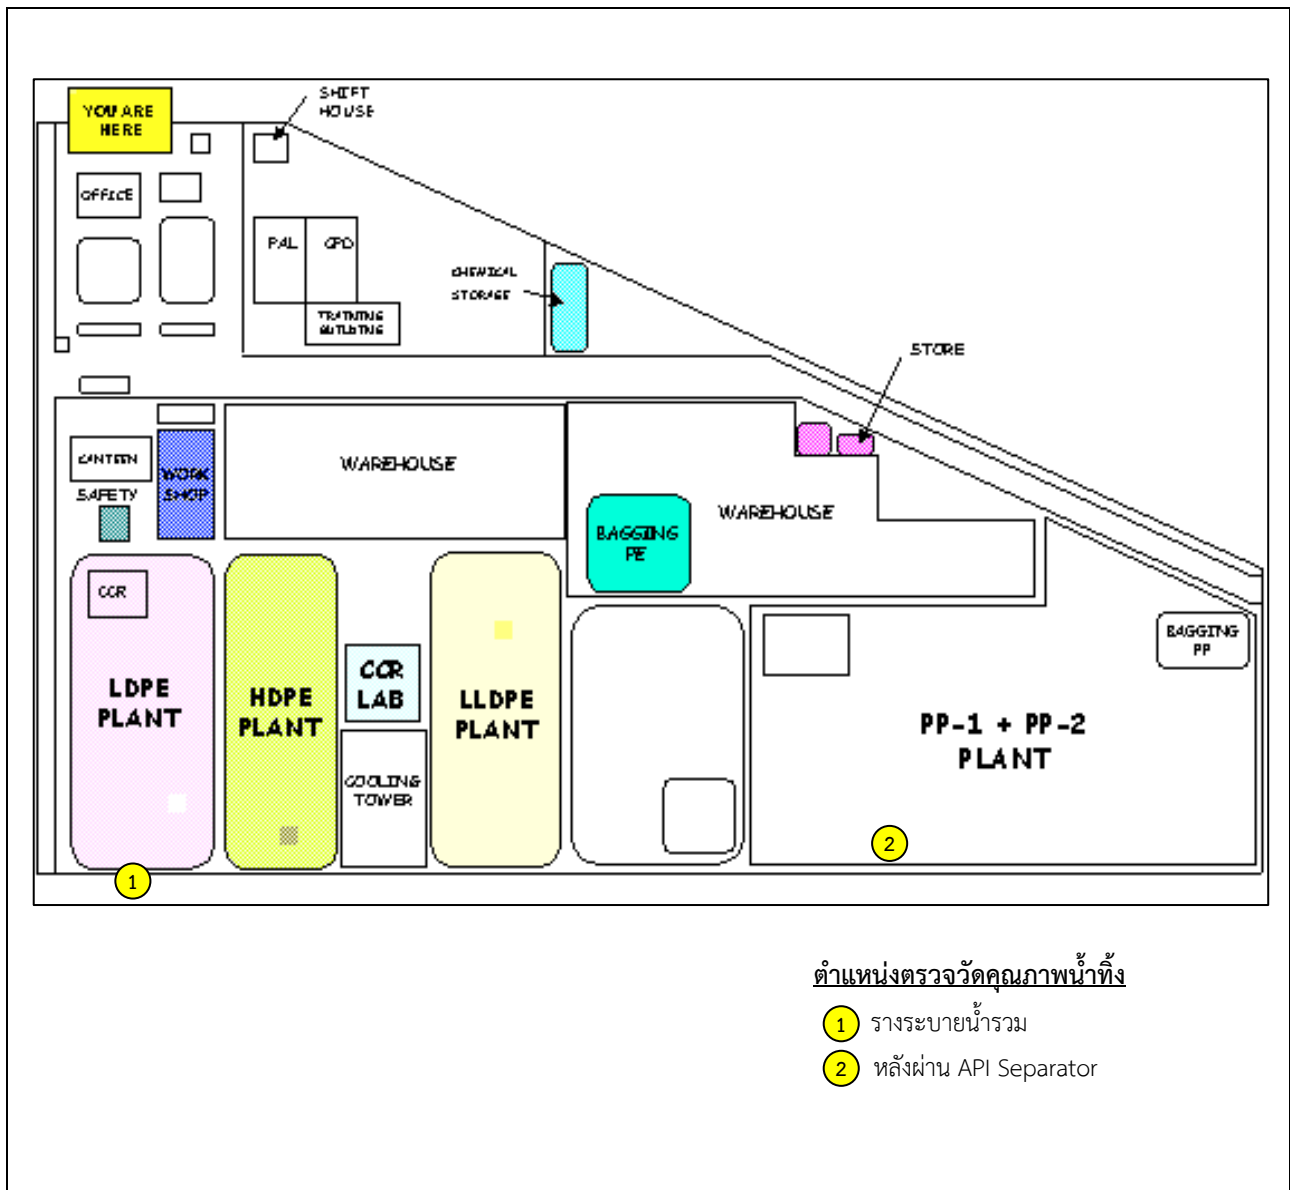 YOU ARE
HERE
SHIFT
HOUSE
OFFICE
PAL
GPD
TRAINING
BUILDING
CHEMICAL
STORAGE
STORE
CANTEEN
SAFETY
WORK
SHOP
WAREHOUSE
BAGGING
PE
WAREHOUSE
CCR
LDPE
PLANT
HDPE
PLANT
CCR
LAB
COOLING
TOWER
LLDPE
PLANT
BAGGING
PP
PP-1 + PP-2
PLANT
1
2
ตำแหน่งตรวจวัดคุณภาพน้ำทิ้ง
1 รางระบายน้ำรวม
2 หลังผ่าน API Separator